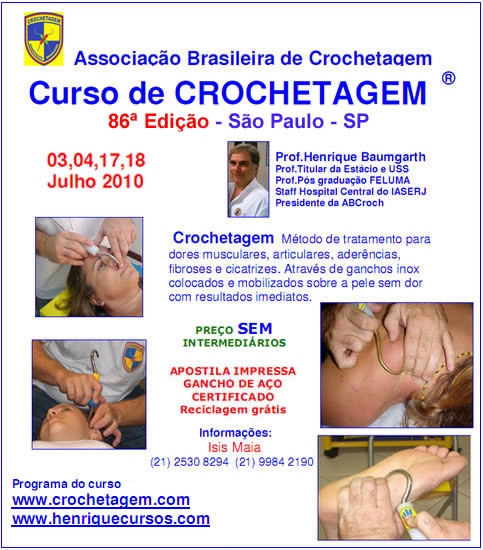 CROCHETAGEM
Associação Brasileira de Crochetagem
Curso de CROCHETAGEM ®
86ª Edição - São Paulo - SP
03,04,17,18
Julho 2010
Prof.Henrique Baumgarth
Prof.Titular da Estácio e USS
Prof.Pós graduação FELUMA
Staff Hospital Central do IASERJ
Presidente da ABCroch
Crochetagem Método de tratamento para
dores musculares, articulares, aderências,
fibroses e cicatrizes. Através de ganchos inox
colocados e mobilizados sobre a pele sem dor
com resultados imediatos.
PREÇO SEM
INTERMEDIÁRIOS
APOSTILA IMPRESSA
GANCHO DE AÇO
CERTIFICADO
Reciclagem grátis
Informações:
Isis Maia
(21) 2530 8294 (21) 9984 2190
Programa do curso
www.crochetagem.com
www.henriquecursos.com